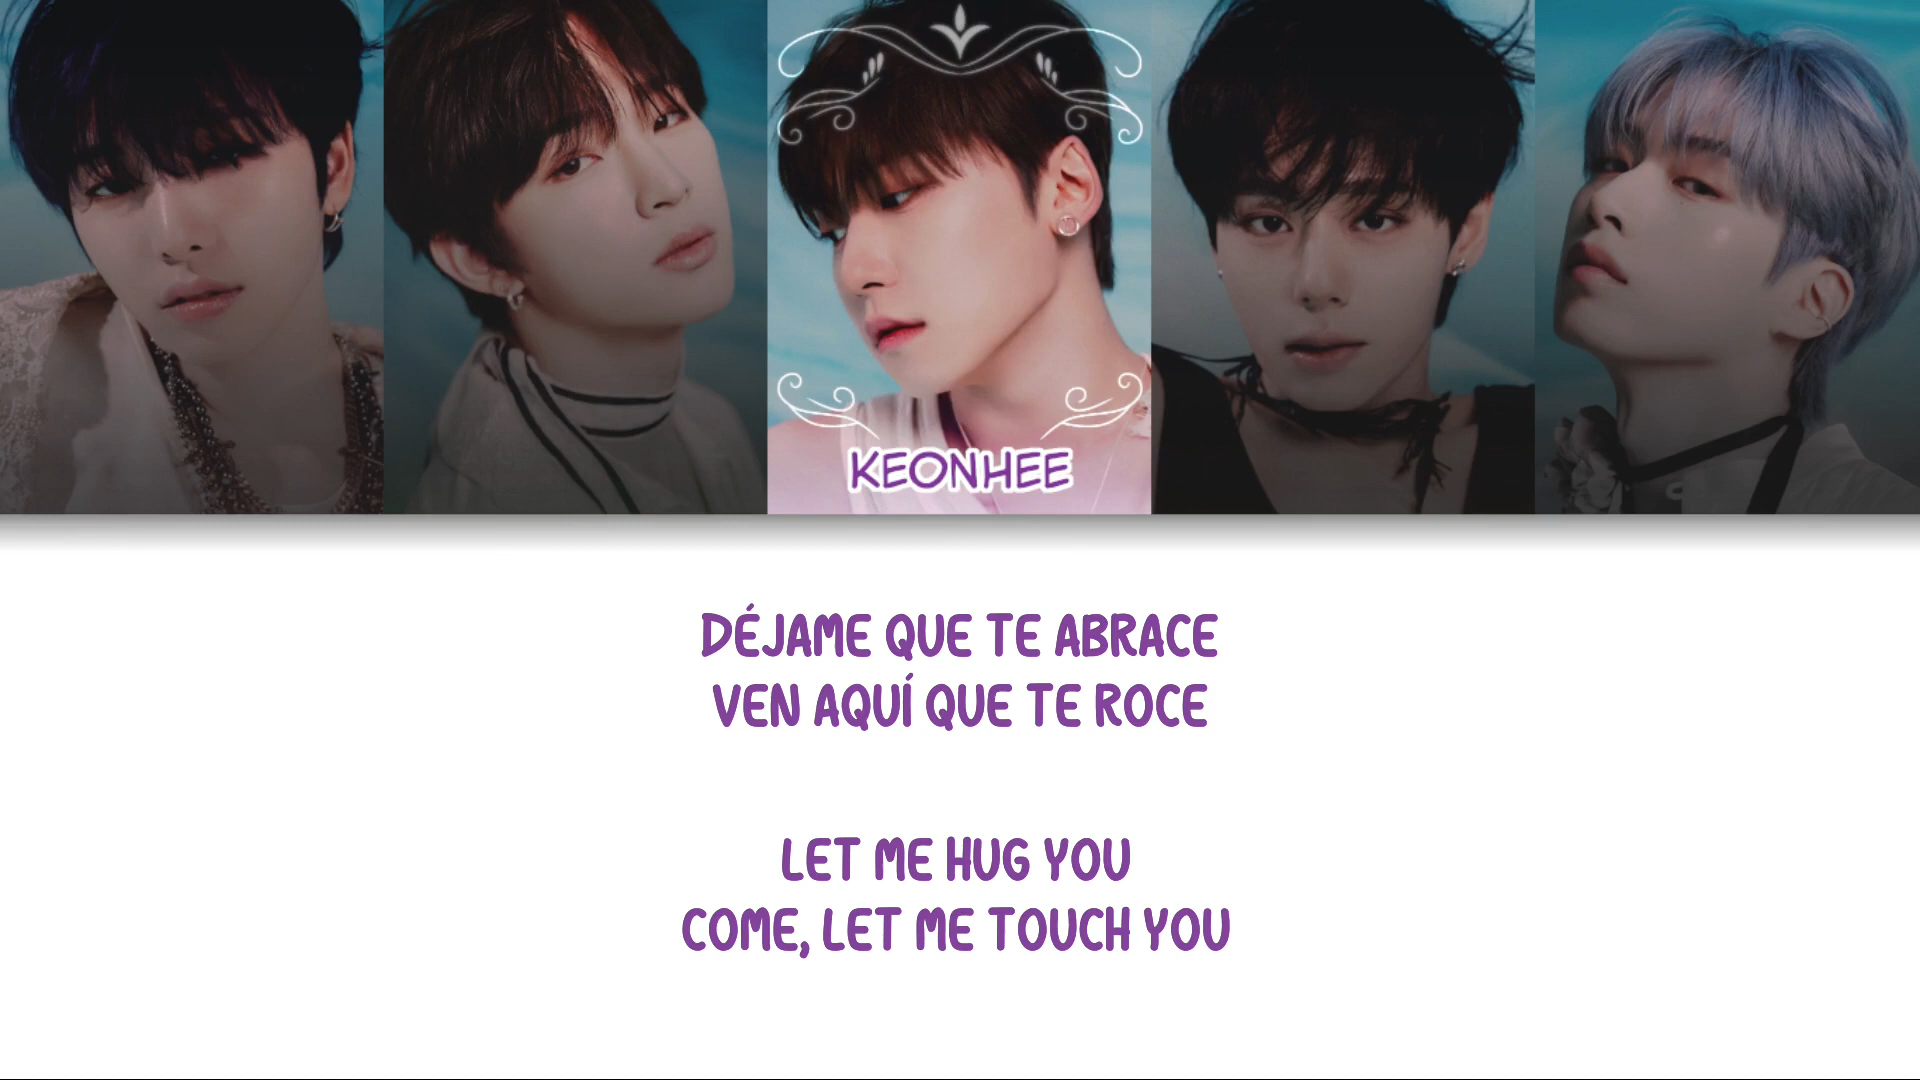 KEONHEE
DÉJAME QUE TE ABRACE
VEN AQUÍ QUE TE ROCE
LET ME HUG YOU
COME, LET ME TOUCH YOU